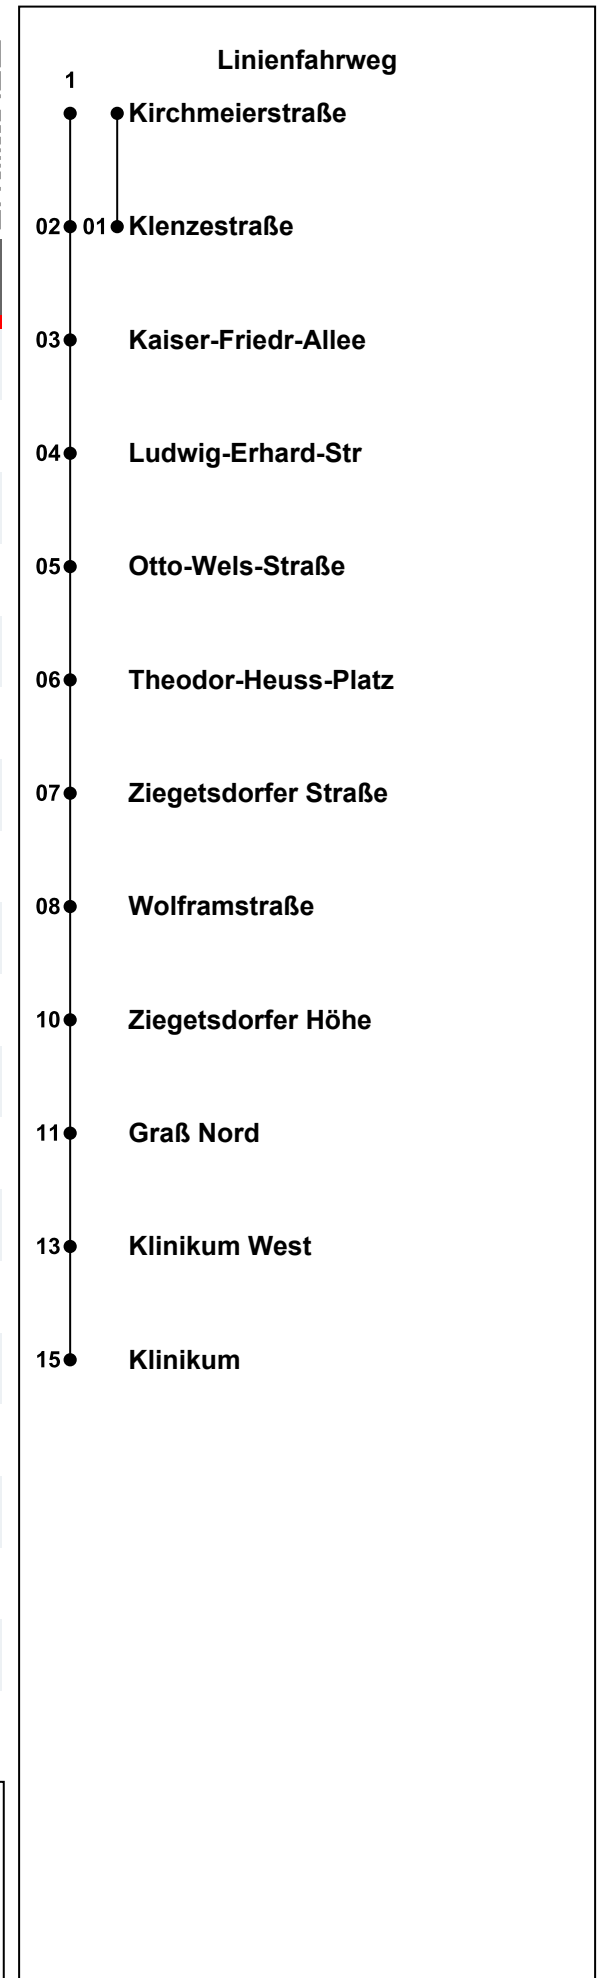 Linienfahrweg
1
Kirchmeierstraße
02 01 Klenzestraße
03 Kaiser-Friedr-Allee
04 Ludwig-Erhard-Str
05 Otto-Wels-Straße
06 Theodor-Heuss-Platz
07 Ziegetsdorfer Straße
08 Wolframstraße
10 Ziegetsdorfer Höhe
11 Graß Nord
13 Klinikum West
15 Klinikum